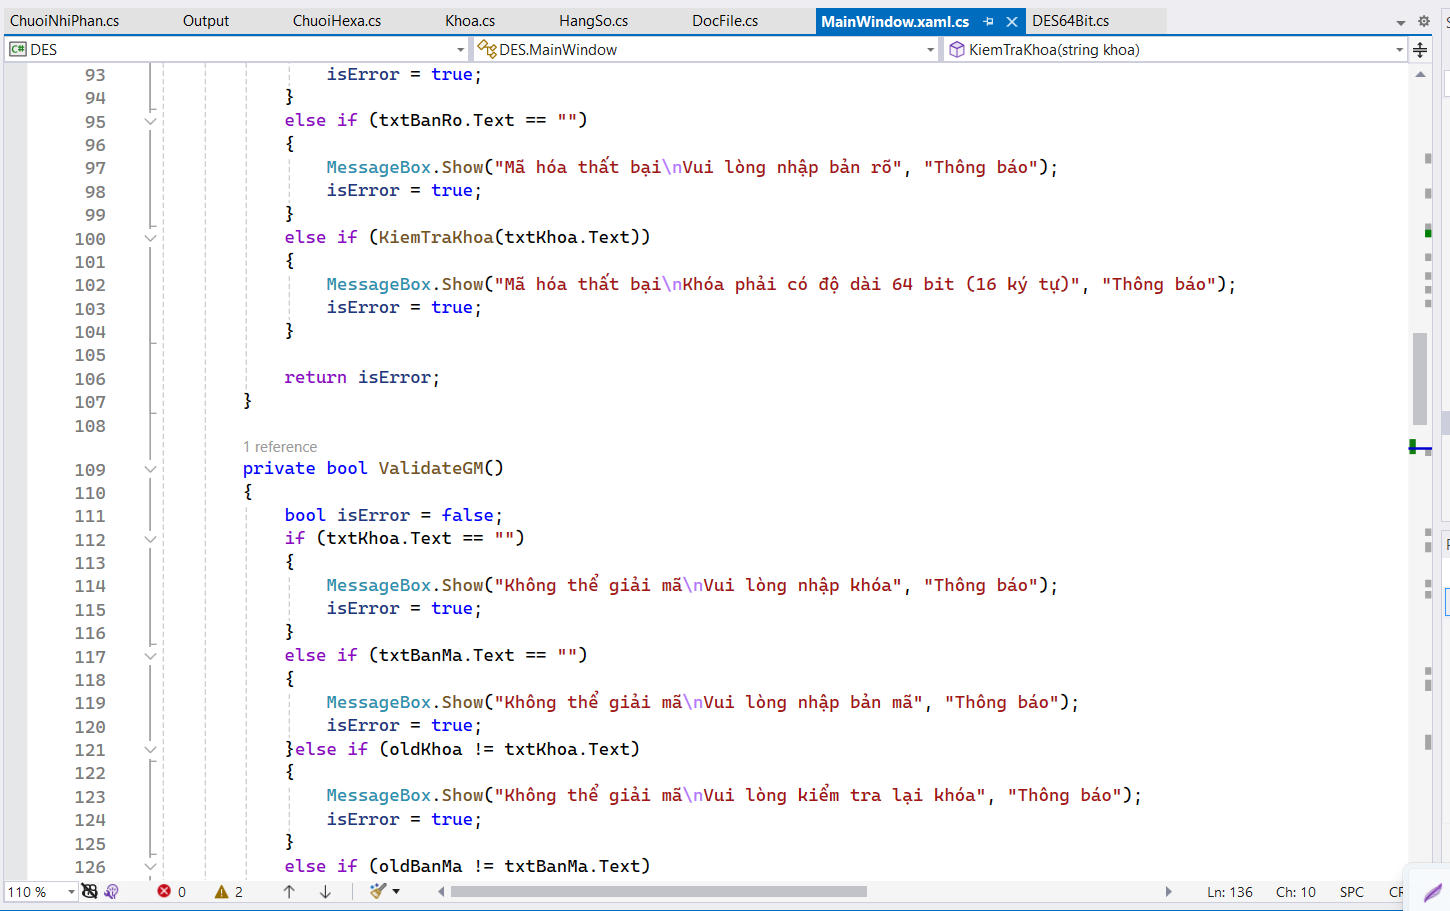 ChuoiNhiPhan.cs Output ChuoiHexa.cs Khoa.cs HangSo.cs DocFile.cs MainWindow.xaml.cs DES64Bit.cs
C# DES DES.MainWindow KiemTraKhoa(string khoa)
93 isError = true;
94 }
95 else if (txtBanRo.Text == "")
96 {
97 MessageBox.Show("Mã hóa thất bại\nVui lòng nhập bản rõ", "Thông báo");
98 isError = true;
99 }
100 else if (KiemTraKhoa(txtKhoa.Text))
101 {
102 MessageBox.Show("Mã hóa thất bại\nKhóa phải có độ dài 64 bit (16 ký tự)", "Thông báo");
103 isError = true;
104 }
105
106 return isError;
107 }
108
1 reference
109 private bool ValidateGM()
110 {
111 bool isError = false;
112 if (txtKhoa.Text == "")
113 {
114 MessageBox.Show("Không thể giải mã\nVui lòng nhập khóa", "Thông báo");
115 isError = true;
116 }
117 else if (txtBanMa.Text == "")
118 {
119 MessageBox.Show("Không thể giải mã\nVui lòng nhập bản mã", "Thông báo");
120 isError = true;
121 }else if (oldKhoa != txtKhoa.Text)
122 {
123 MessageBox.Show("Không thể giải mã\nVui lòng kiểm tra lại khóa", "Thông báo");
124 isError = true;
125 }
126 else if (oldBanMa != txtBanMa.Text)
110 % 0 2 Ln: 136 Ch: 10 SPC